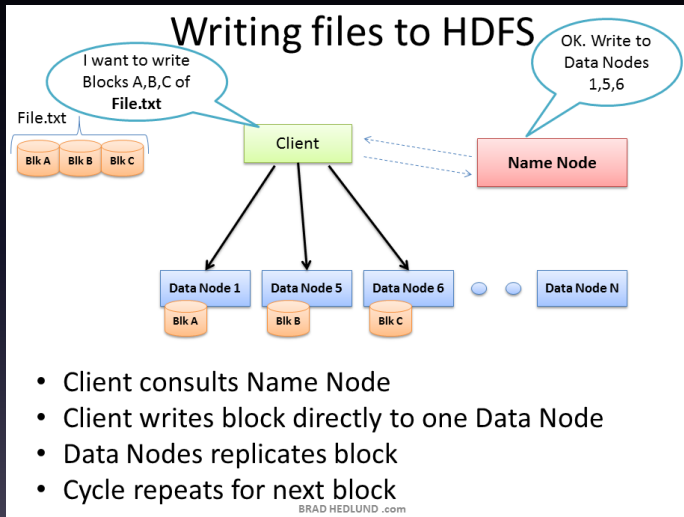 Writing files to HDFS
I want to write
Blocks A,B,C of
File.txt
OK. Write to
Data Nodes
1,5,6
File.txt
Blk A Blk B Blk C
Client
Name Node
Data Node 1 Data Node 5 Data Node 6 Data Node N
Blk A Blk B Blk C
• Client consults Name Node
• Client writes block directly to one Data Node
• Data Nodes replicates block
• Cycle repeats for next block
BRAD HEDLUND .com